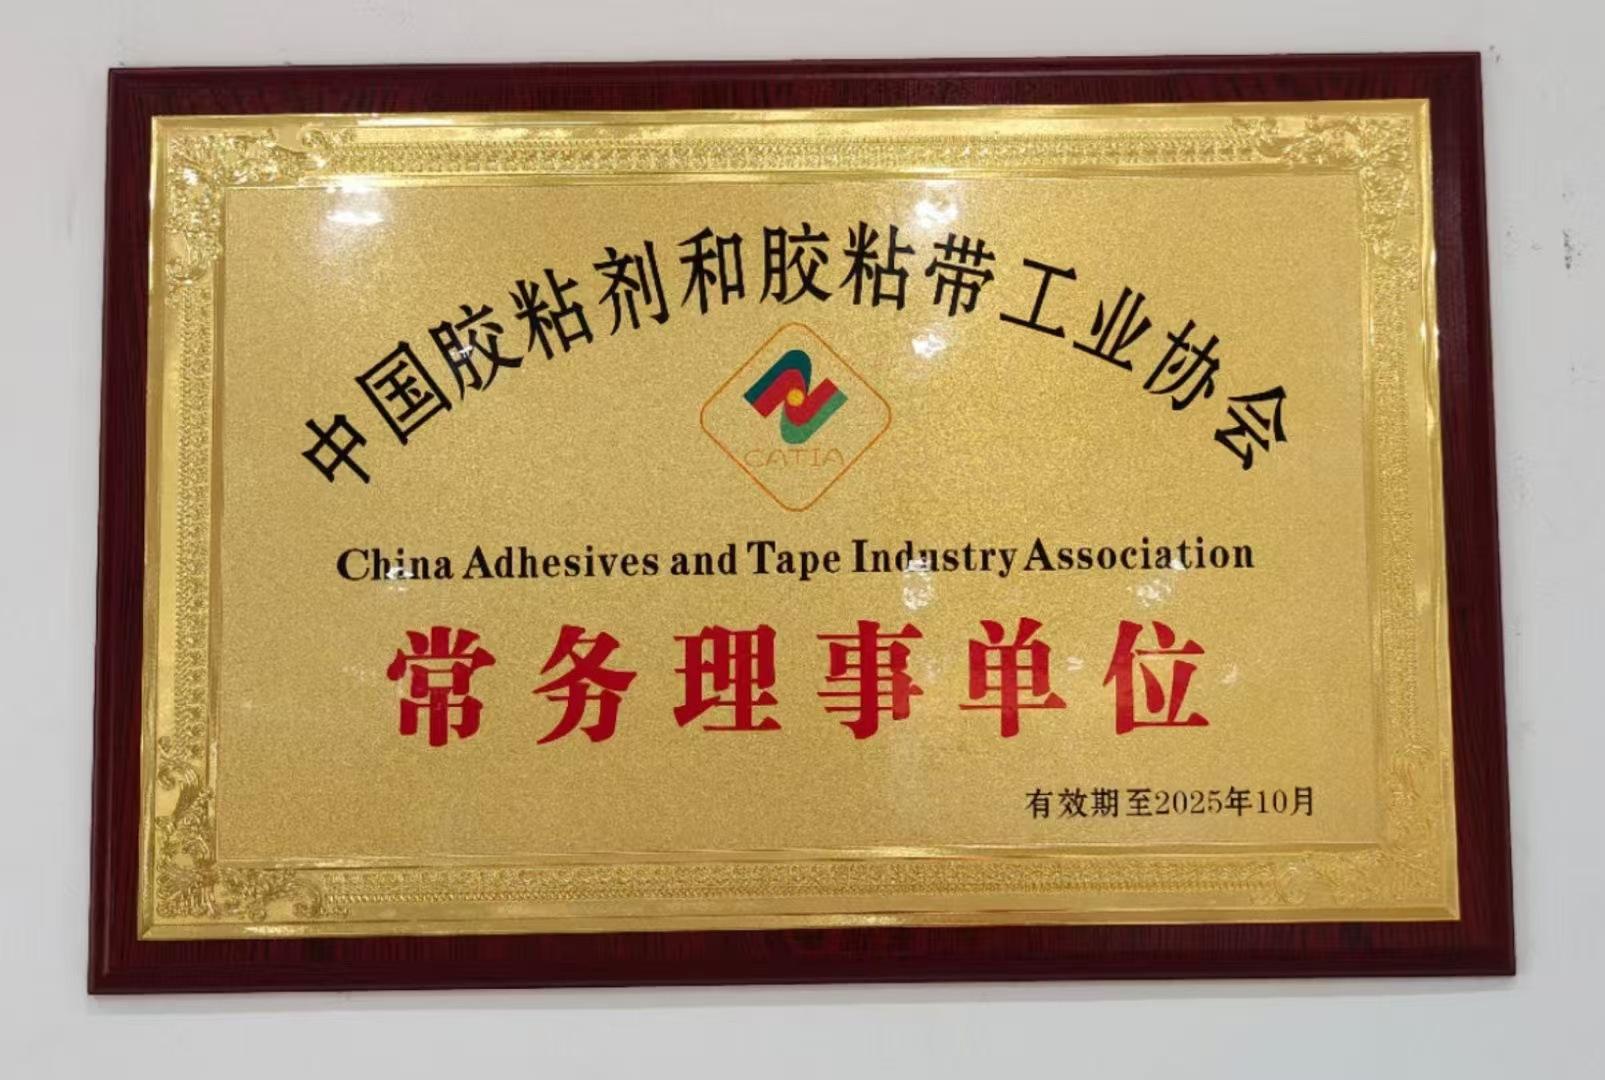 中国胶粘剂和胶粘带工业协会
CATIA
China Adhesives and Tape Industry Association
常务理事单位
有效期至2025年10月